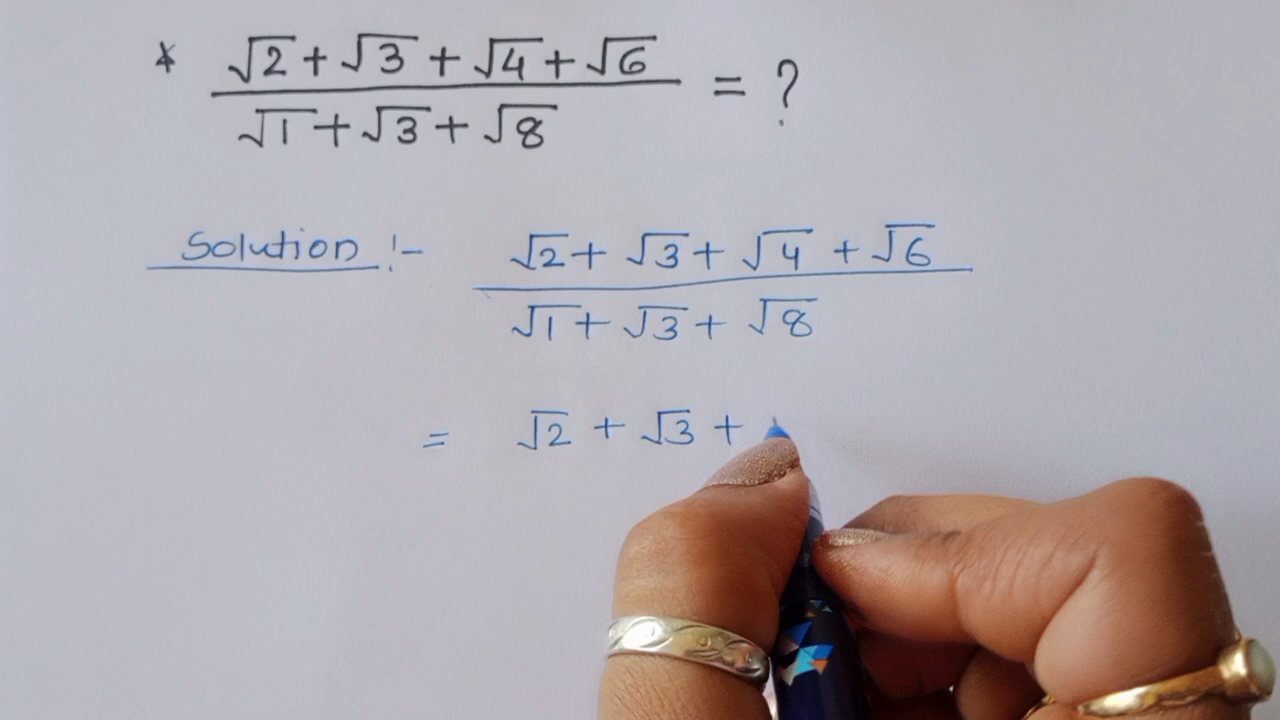 * (√2 + √3 + √4 + √6) / (√1 + √3 + √8) = ?
Solution :- (√2 + √3 + √4 + √6) / (√1 + √3 + √8)
= √2 + √3 +